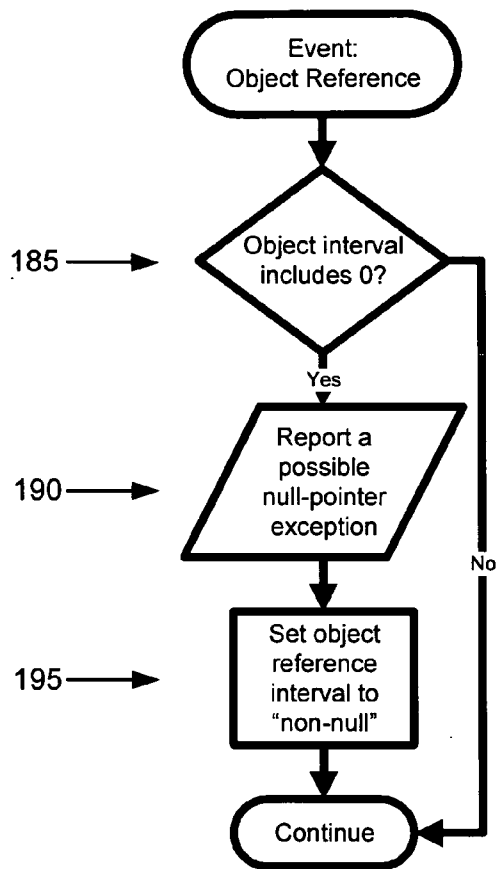 Event:
Object Reference
185
Object interval
includes 0?
Yes
190
Report a
possible
null-pointer
exception
No
195
Set object
reference
interval to
“non-null”
Continue